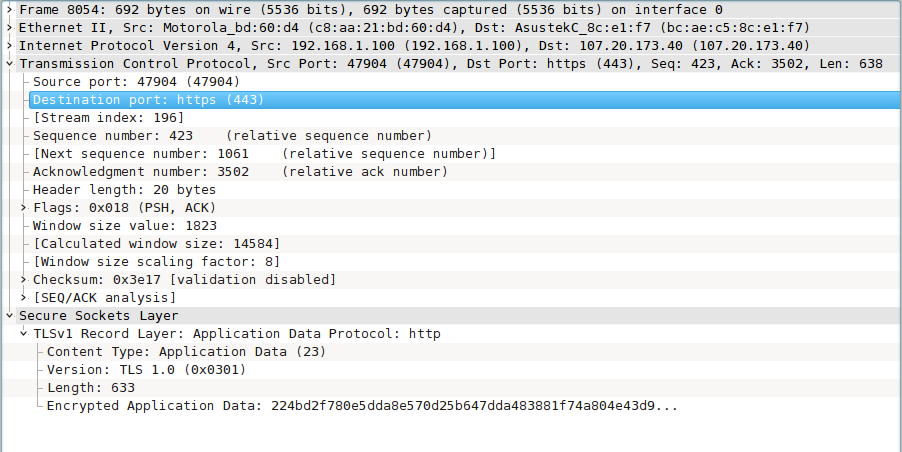 Frame 8054: 692 bytes on wire (5536 bits), 692 bytes captured (5536 bits) on interface 0
Ethernet II, Src: Motorola_bd:60:d4 (c8:aa:21:bd:60:d4), Dst: AsustekC_8c:e1:f7 (bc:ae:c5:8c:e1:f7)
Internet Protocol Version 4, Src: 192.168.1.100 (192.168.1.100), Dst: 107.20.173.40 (107.20.173.40)
Transmission Control Protocol, Src Port: 47904 (47904), Dst Port: https (443), Seq: 423, Ack: 3502, Len: 638
Source port: 47904 (47904)
Destination port: https (443)
[Stream index: 196]
Sequence number: 423    (relative sequence number)
[Next sequence number: 1061    (relative sequence number)]
Acknowledgment number: 3502    (relative ack number)
Header length: 20 bytes
Flags: 0x018 (PSH, ACK)
Window size value: 1823
[Calculated window size: 14584]
[Window size scaling factor: 8]
Checksum: 0x3e17 [validation disabled]
[SEQ/ACK analysis]
Secure Sockets Layer
TLSv1 Record Layer: Application Data Protocol: http
Content Type: Application Data (23)
Version: TLS 1.0 (0x0301)
Length: 633
Encrypted Application Data: 224bd2f780e5dda8e570d25b647dda483881f74a804e43d9...